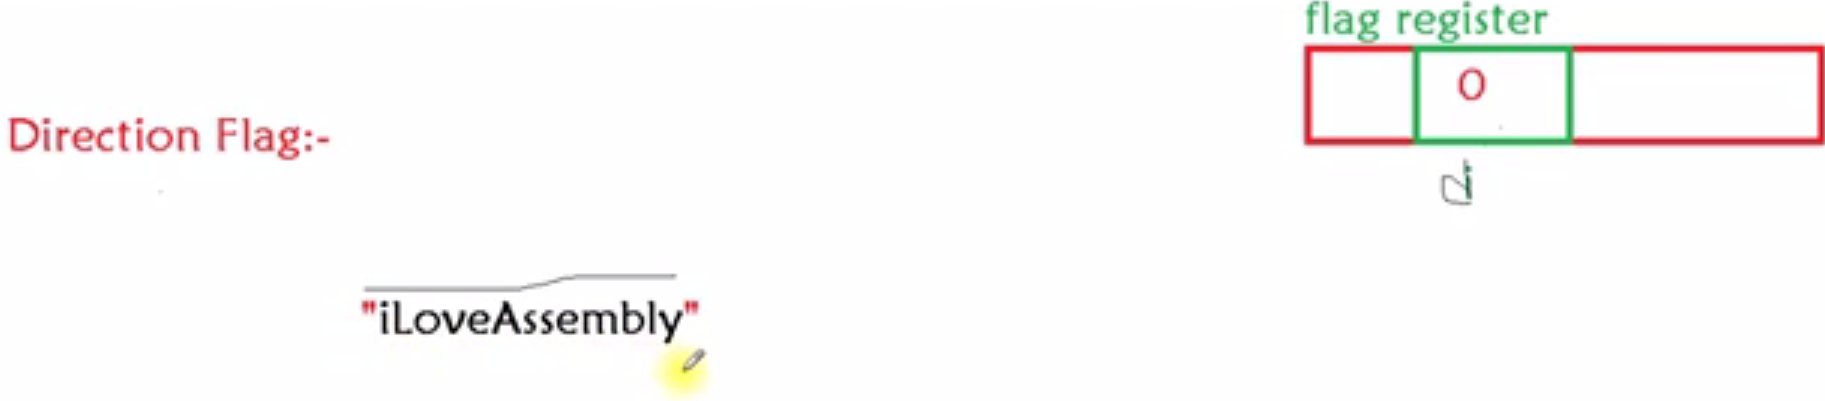 flag register
0
Direction Flag:-
d
"iLoveAssembly"